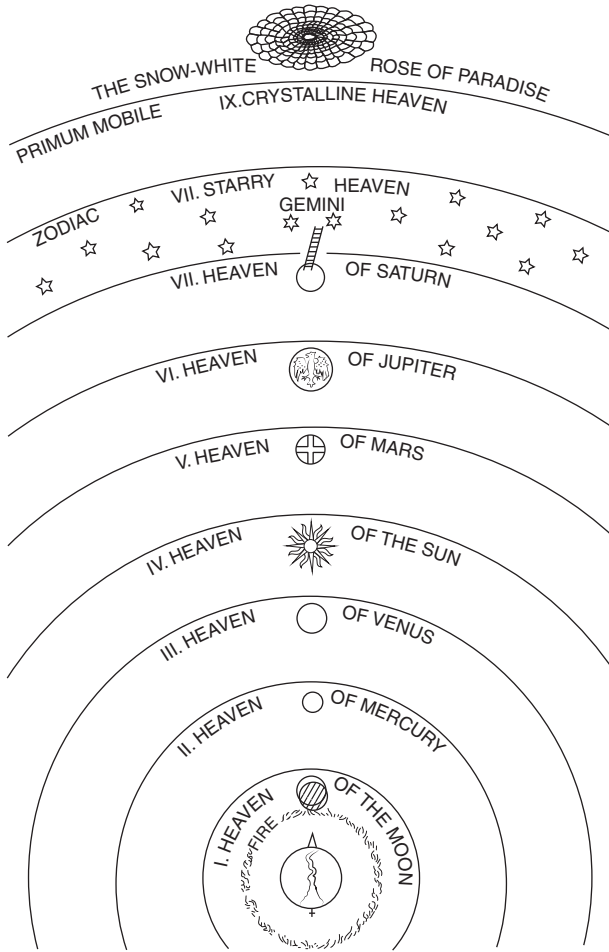 THE SNOW-WHITE ROSE OF PARADISE
PRIMUM MOBILE IX.CRYSTALLINE HEAVEN
ZODIAC VII. STARRY HEAVEN
GEMINI
VII. HEAVEN OF SATURN
VI. HEAVEN OF JUPITER
V. HEAVEN OF MARS
IV. HEAVEN OF THE SUN
III. HEAVEN OF VENUS
II. HEAVEN OF MERCURY
I. HEAVEN OF THE MOON
FIRE